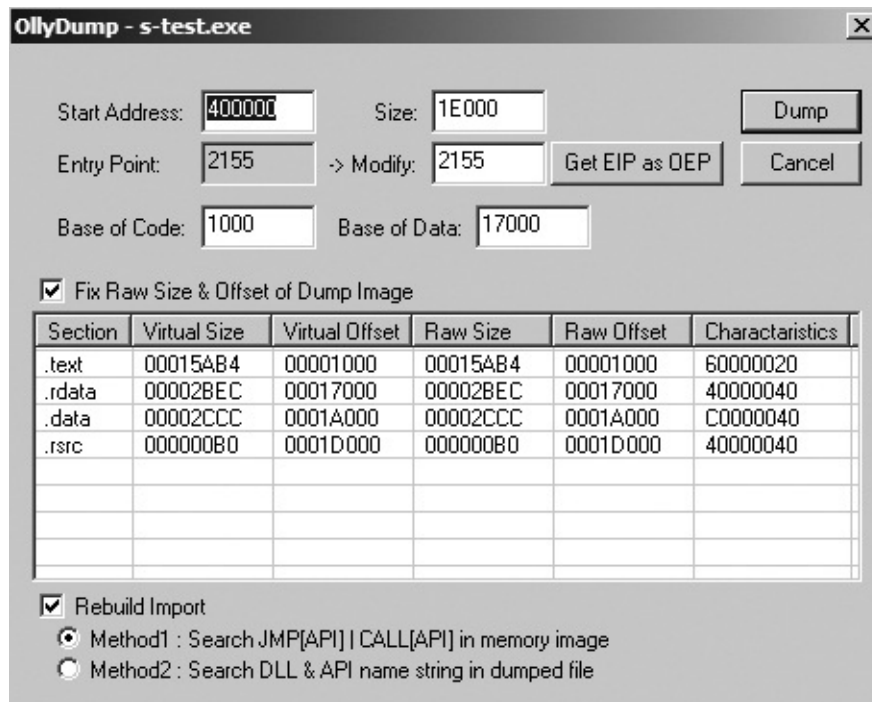 OllyDump - s-test.exe
Start Address: 400000 Size: 1E000 Dump
Entry Point: 2155 -> Modify: 2155 Get EIP as OEP Cancel
Base of Code: 1000 Base of Data: 17000
Fix Raw Size & Offset of Dump Image
Section Virtual Size Virtual Offset Raw Size Raw Offset Charactaristics
.text 00015AB4 00001000 00015AB4 00001000 60000020
.rdata 00002BEC 00017000 00002BEC 00017000 40000040
.data 00002CCC 0001A000 00002CCC 0001A000 C0000040
.rsrc 000000B0 0001D000 000000B0 0001D000 40000040
Rebuild Import
Method1 : Search JMP[API] | CALL[API] in memory image
Method2 : Search DLL & API name string in dumped file